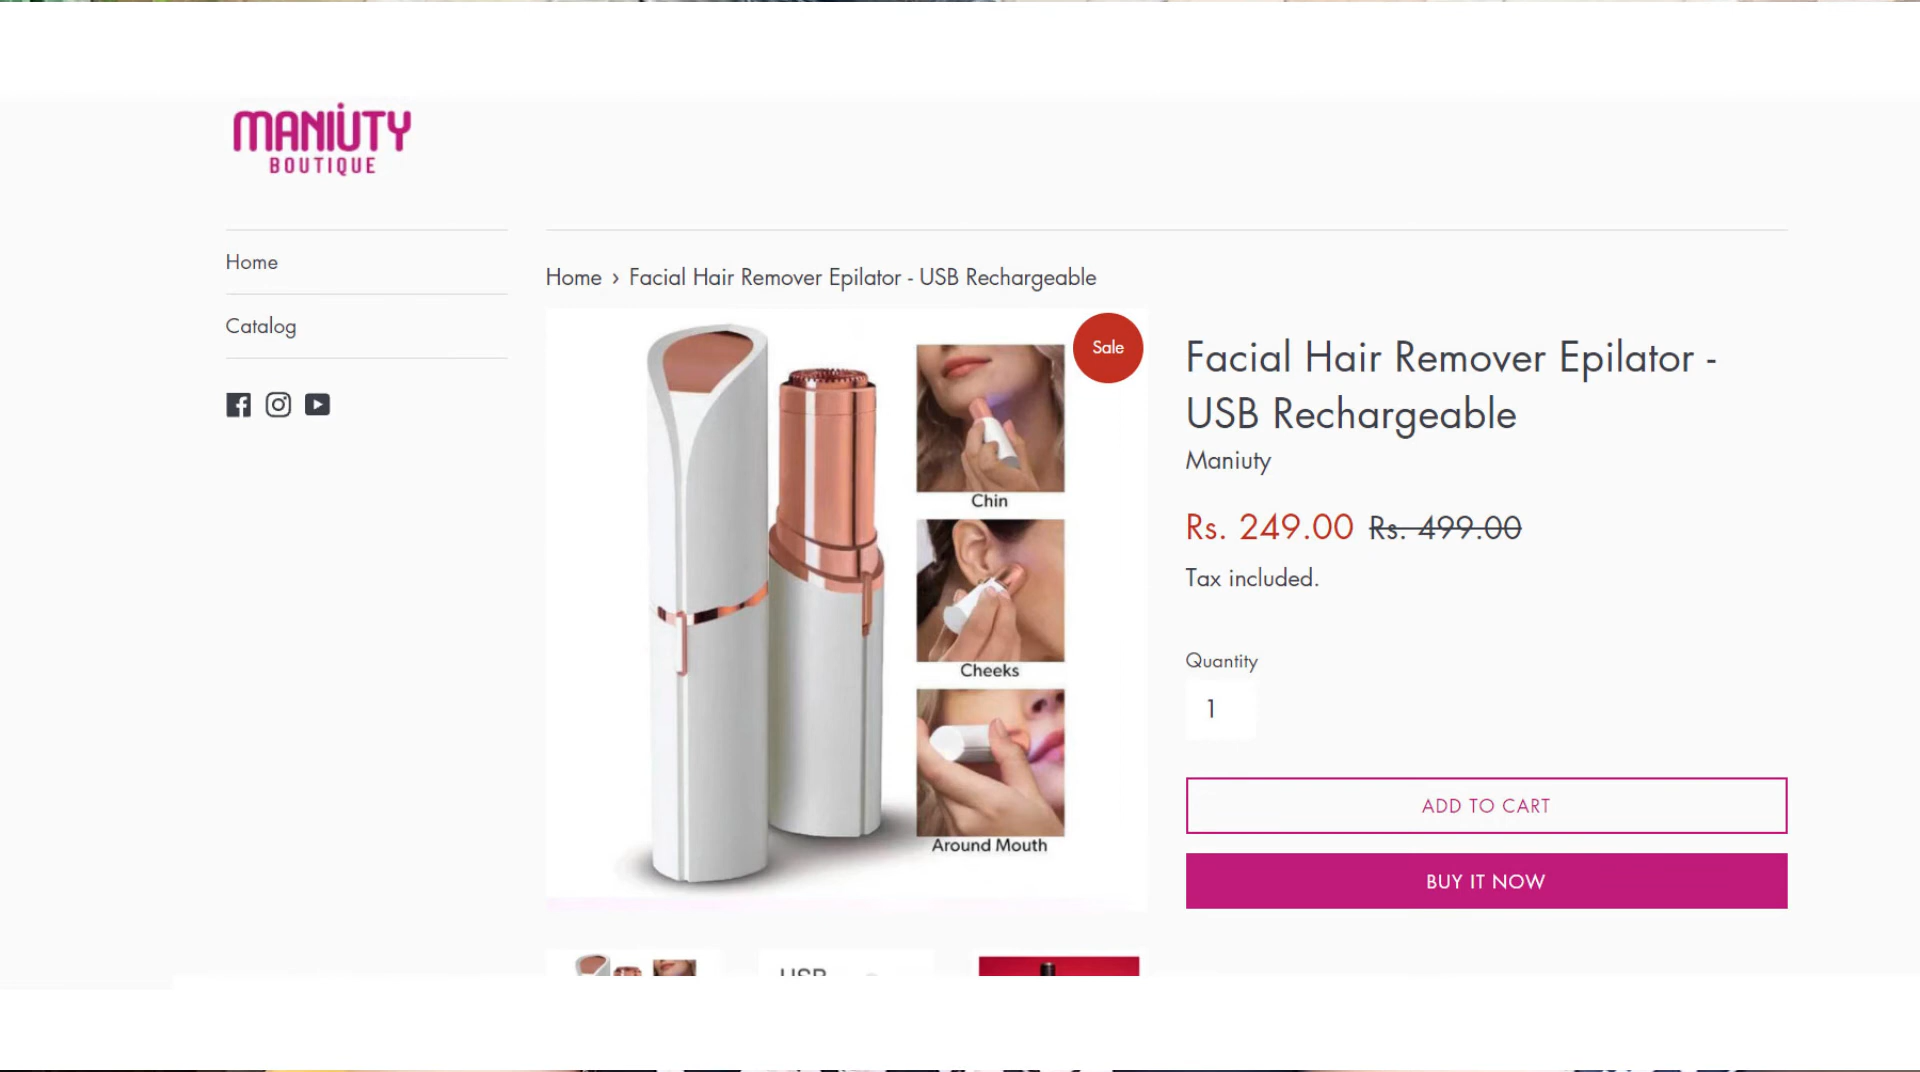 MANIUTY
BOUTIQUE
Home
Catalog
Home › Facial Hair Remover Epilator - USB Rechargeable
Sale
Chin
Cheeks
Around Mouth
Facial Hair Remover Epilator -
USB Rechargeable
Maniuty
Rs. 249.00 Rs. 499.00
Tax included.
Quantity
1
ADD TO CART
BUY IT NOW
USB